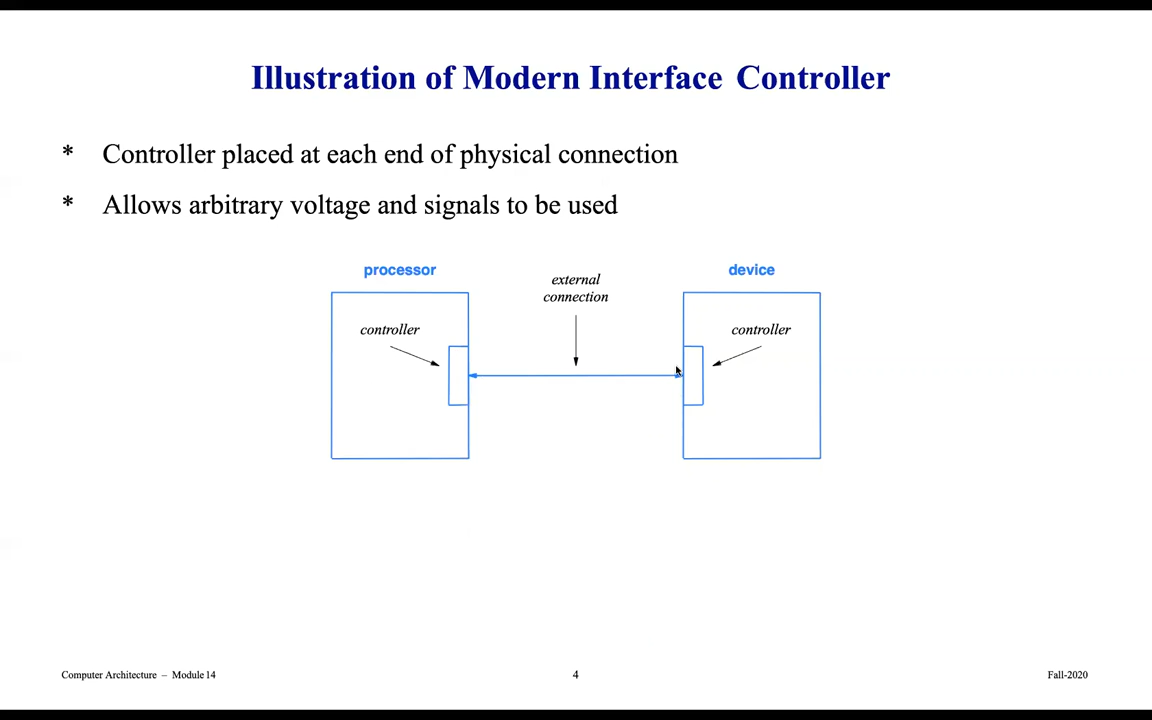 Illustration of Modern Interface Controller
* Controller placed at each end of physical connection
* Allows arbitrary voltage and signals to be used
processor
external
connection
device
controller
controller
Computer Architecture – Module 14
4
Fall-2020